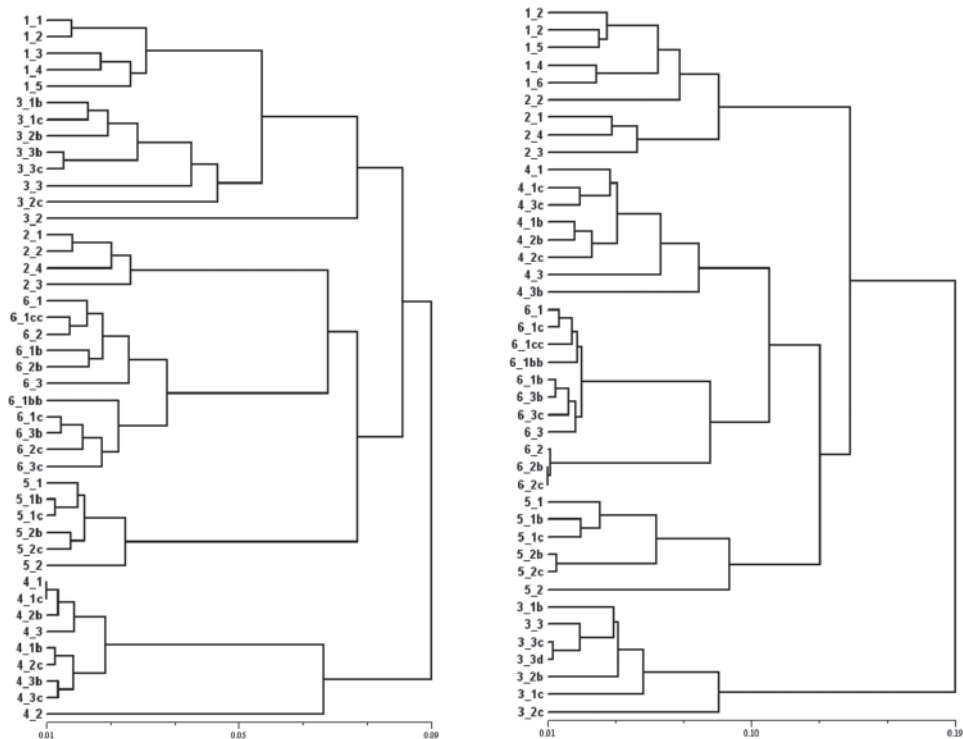 1_1
1_2
1_3
1_4
1_5
3_1b
3_1c
3_2b
3_3b
3_3c
3_3
3_2c
3_2
2_1
2_2
2_4
2_3
6_1
6_1cc
6_2
6_1b
6_2b
6_3
6_1bb
6_1c
6_3b
6_2c
6_3c
5_1
5_1b
5_1c
5_2b
5_2c
5_2
4_1
4_1c
4_2b
4_3
4_1b
4_2c
4_3b
4_3c
4_2
0.01 0.05 0.09
1_2
1_2
1_5
1_4
1_6
2_2
2_1
2_4
2_3
4_1
4_1c
4_3c
4_1b
4_2b
4_2c
4_3
4_3b
6_1
6_1c
6_1cc
6_1bb
6_1b
6_3b
6_3c
6_3
6_2
6_2b
6_2c
5_1
5_1b
5_1c
5_2b
5_2c
5_2
3_1b
3_3
3_3c
3_3d
3_2b
3_1c
3_2c
0.01 0.10 0.19